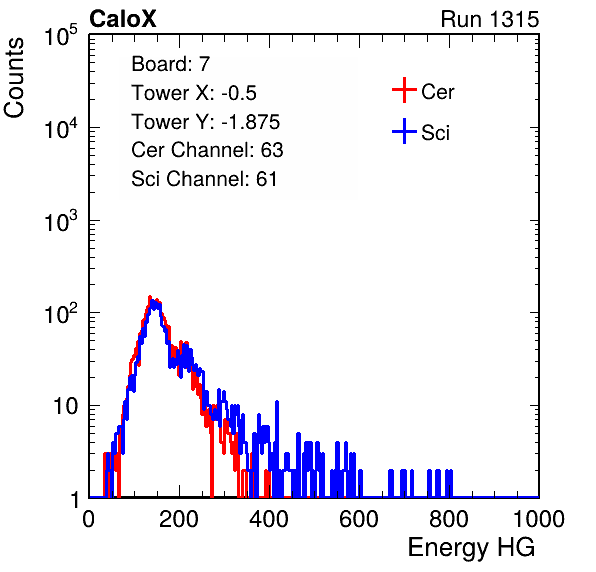 CaloX Run 1315
Counts
10^5
10^4
10^3
10^2
10
1
Board: 7
Tower X: -0.5
Tower Y: -1.875
Cer Channel: 63
Sci Channel: 61
Cer
Sci
0 200 400 600 800 1000
Energy HG